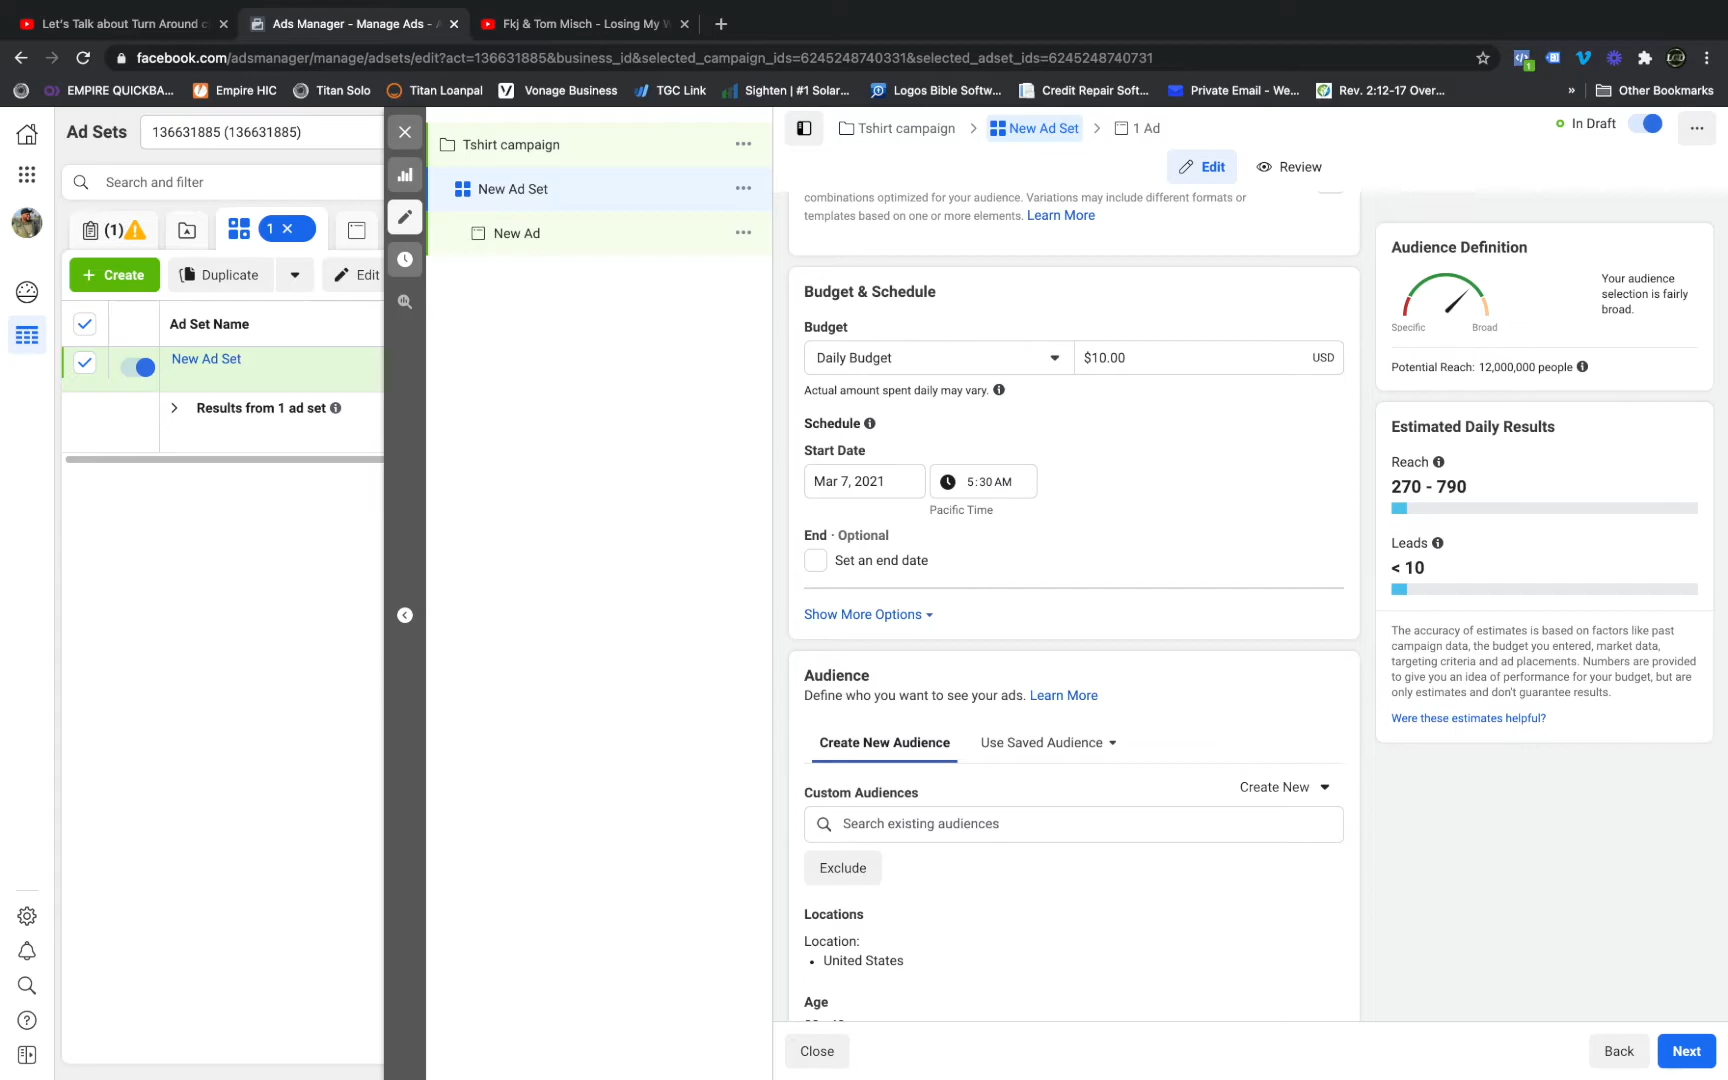 Let's Talk about Turn Around
Ads Manager - Manage Ads -
Fkj & Tom Misch - Losing My
facebook.com/adsmanager/manage/adsets/edit?act=136631885&business_id&selected_campaign_ids=6245248740331&selected_adset_ids=6245248740731
EMPIRE QUICKBA...
Empire HIC
Titan Solo
Titan Loanpal
Vonage Business
TGC Link
Sighten | #1 Solar...
Logos Bible Softw...
Credit Repair Soft...
Private Email - We...
Rev. 2:12-17 Over...
»
Other Bookmarks
Ad Sets
136631885 (136631885)
Search and filter
(1)
1
Create
Duplicate
Edit
Ad Set Name
New Ad Set
Results from 1 ad set
Tshirt campaign
New Ad Set
New Ad
Tshirt campaign
New Ad Set
1 Ad
In Draft
Edit
Review
combinations optimized for your audience. Variations may include different formats or
templates based on one or more elements. Learn More
Budget & Schedule
Budget
Daily Budget
$10.00
USD
Actual amount spent daily may vary.
Schedule
Start Date
Mar 7, 2021
5:30 AM
Pacific Time
End · Optional
Set an end date
Show More Options
Audience
Define who you want to see your ads. Learn More
Create New Audience
Use Saved Audience
Custom Audiences
Create New
Search existing audiences
Exclude
Locations
Location:
• United States
Age
Close
Back
Next
Audience Definition
Specific
Broad
Your audience
selection is fairly
broad.
Potential Reach: 12,000,000 people
Estimated Daily Results
Reach
270 - 790
Leads
< 10
The accuracy of estimates is based on factors like past
campaign data, the budget you entered, market data,
targeting criteria and ad placements. Numbers are provided
to give you an idea of performance for your budget, but are
only estimates and don't guarantee results.
Were these estimates helpful?